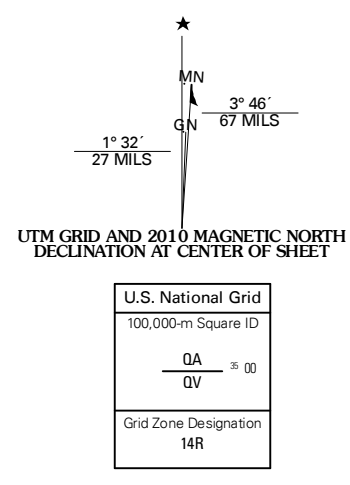 ★
MN
3° 46´
67 MILS
GN
1° 32´
27 MILS
UTM GRID AND 2010 MAGNETIC NORTH
DECLINATION AT CENTER OF SHEET
U.S. National Grid
100,000-m Square ID
QA
35 00
QV
Grid Zone Designation
14R